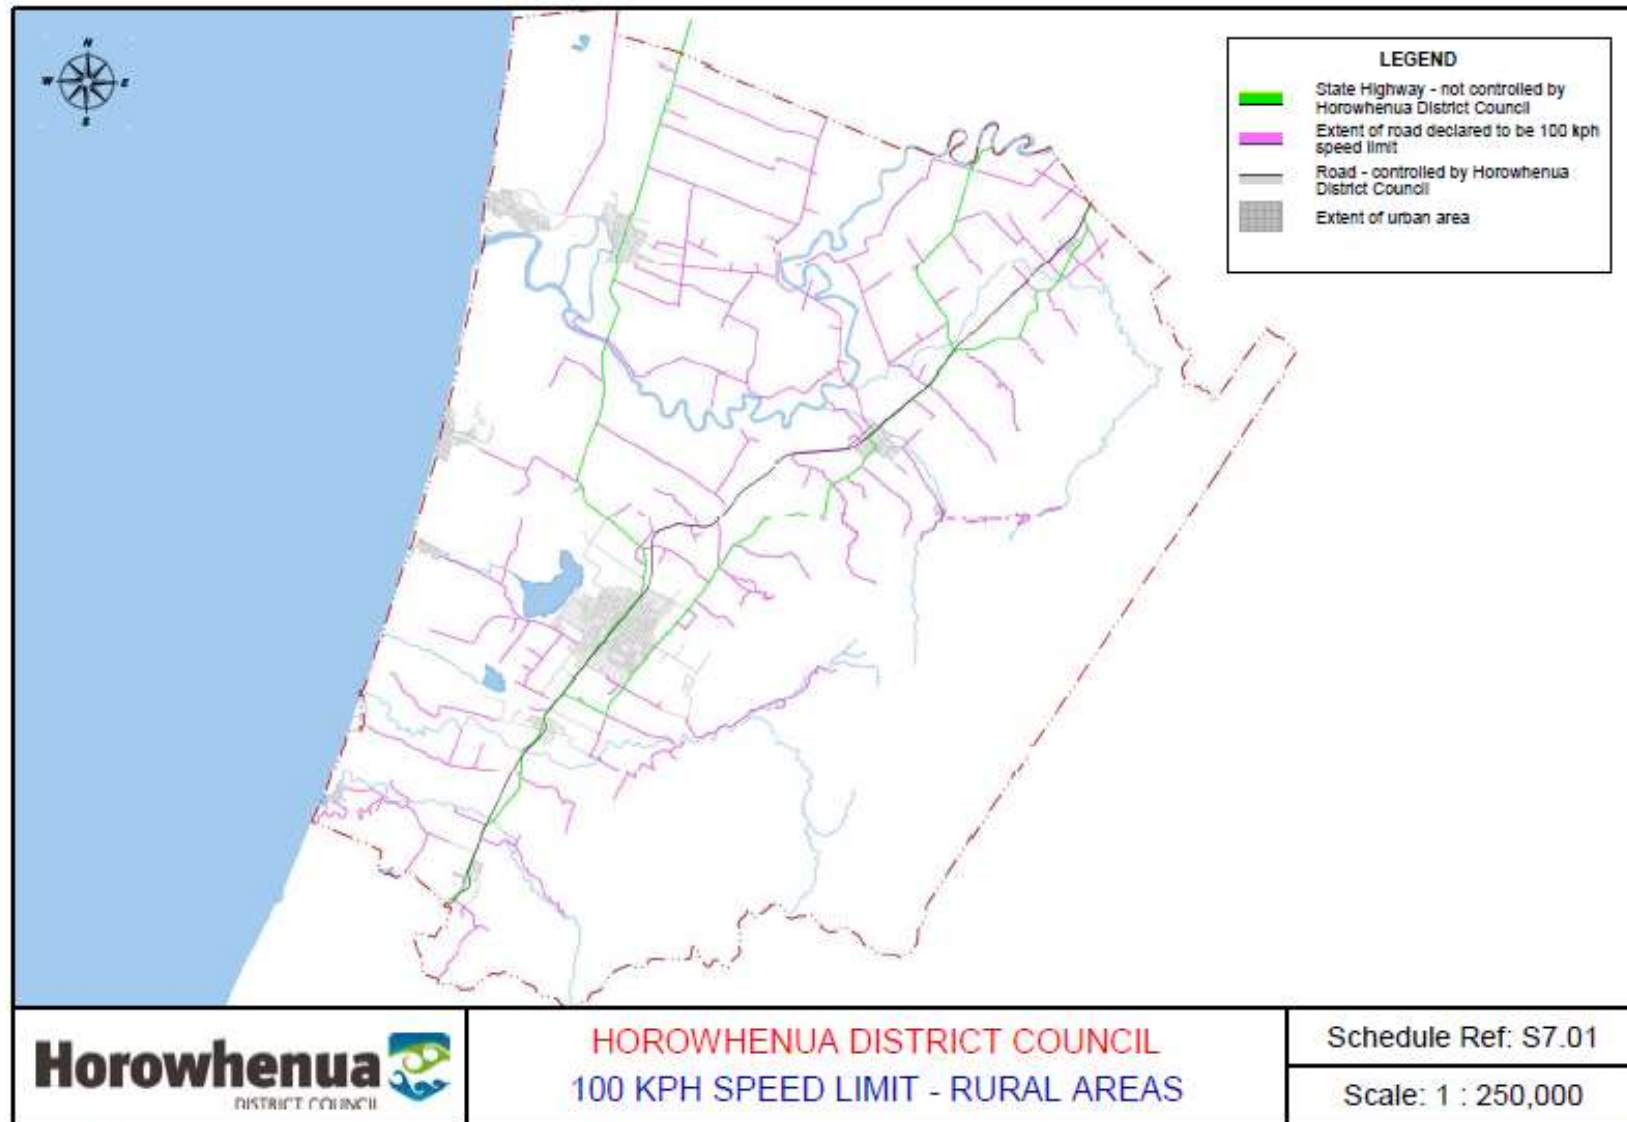 N
W E
S
LEGEND
State Highway - not controlled by
Horowhenua District Council
Extent of road declared to be 100 kph
speed limit
Road - controlled by Horowhenua
District Council
Extent of urban area
Horowhenua
DISTRICT COUNCIL
HOROWHENUA DISTRICT COUNCIL
100 KPH SPEED LIMIT - RURAL AREAS
Schedule Ref: S7.01
Scale: 1 : 250,000